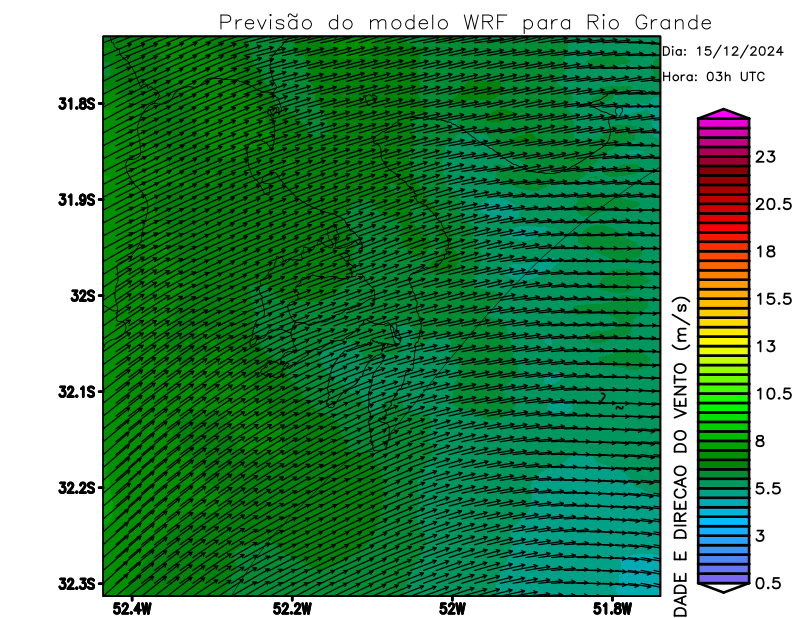 Previsão do modelo WRF para Rio Grande
Dia: 15/12/2024
Hora: 03h UTC
31.8S
31.9S
32S
32.1S
32.2S
32.3S
52.4W
52.2W
52W
51.8W
23
20.5
18
15.5
13
10.5
8
5.5
3
0.5
DADE E DIRECAO DO VENTO (m/s)